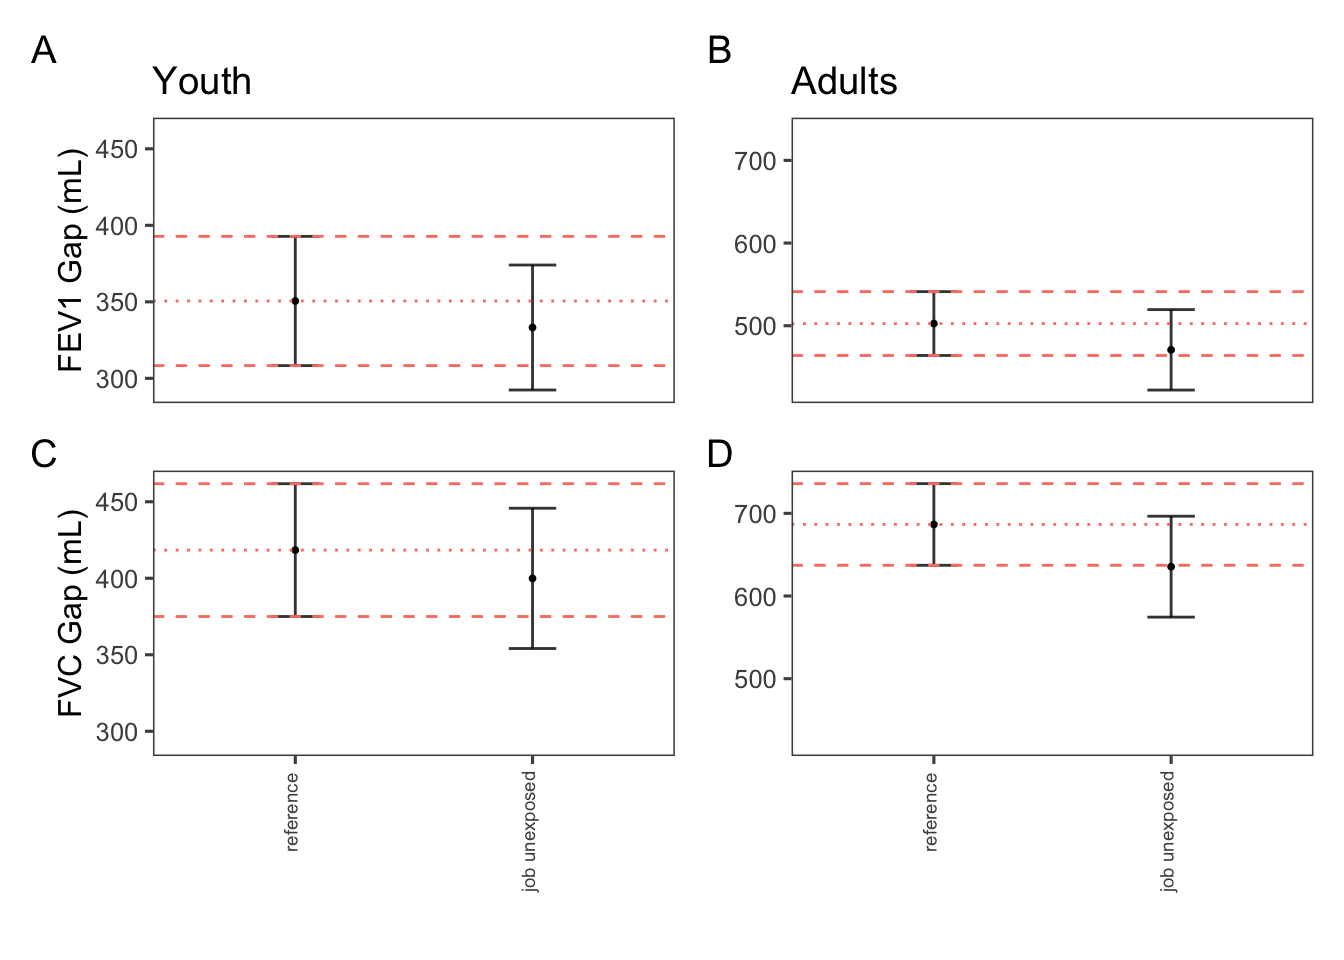 A
Youth
FEV1 Gap (mL)
450
400
350
300
B
Adults
700
600
500
C
FVC Gap (mL)
450
400
350
300
reference
job unexposed
D
700
600
500
reference
job unexposed